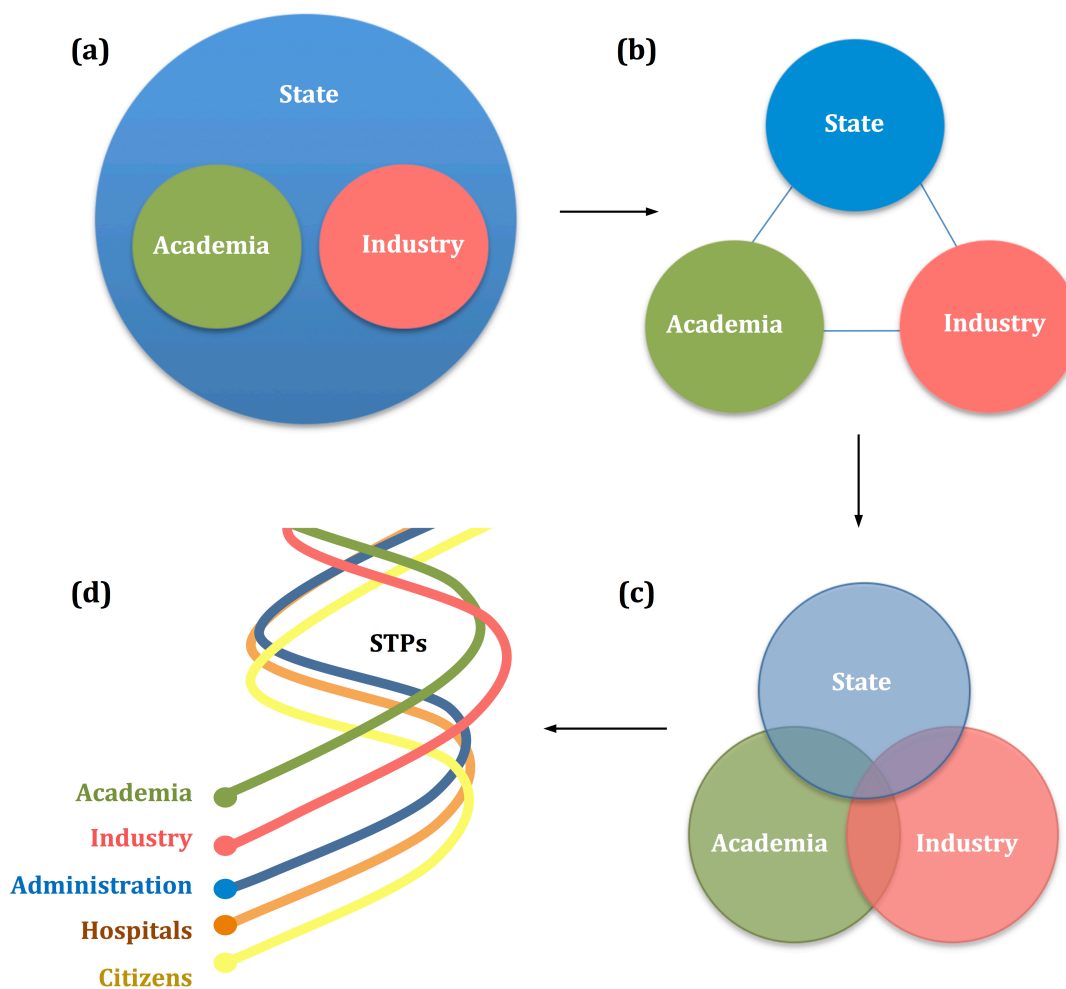 (a)
State
Academia
Industry
(b)
State
Academia
Industry
(c)
State
Academia
Industry
(d)
STPs
Academia
Industry
Administration
Hospitals
Citizens